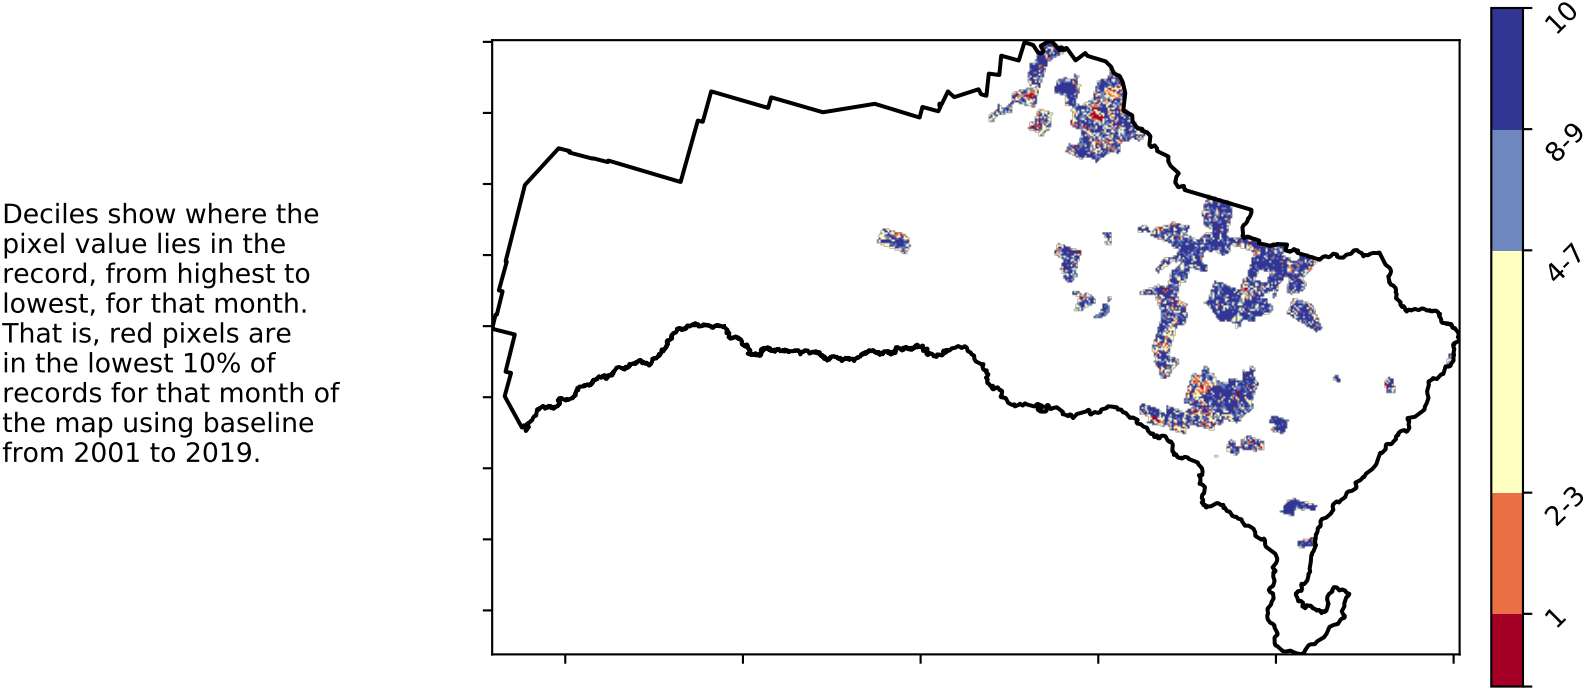 Deciles show where the
pixel value lies in the
record, from highest to
lowest, for that month.
That is, red pixels are
in the lowest 10% of
records for that month of
the map using baseline
from 2001 to 2019.
10
8-9
4-7
2-3
1